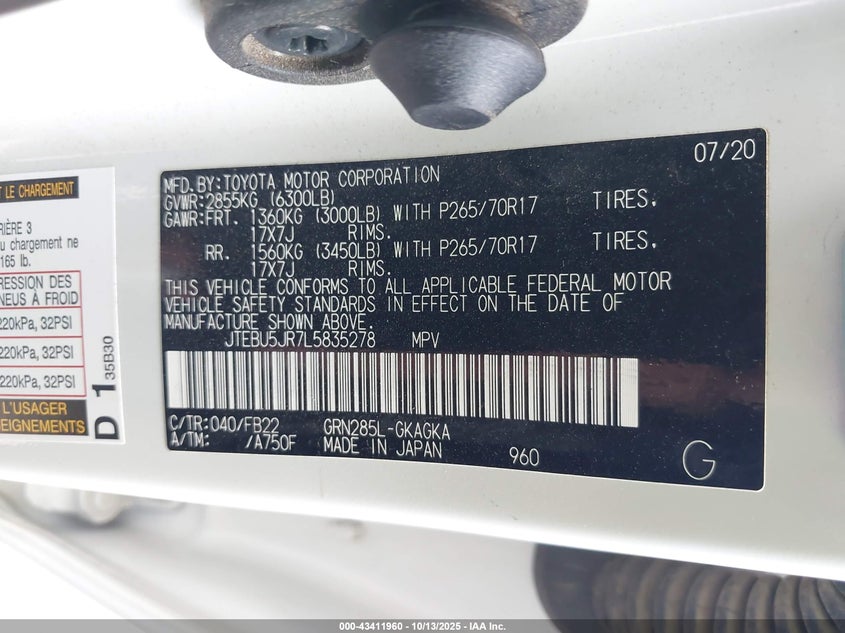 T LE CHARGEMENT
RIÈRE 3
u chargement ne
165 lb.
RESSION DES
NEUS À FROID
220kPa, 32PSI
220kPa, 32PSI
220kPa, 32PSI
L'USAGER
EIGNEMENTS
D 1 35B30
07/20
MFD.BY:TOYOTA MOTOR CORPORATION
GVWR:2855KG (6300LB)
GAWR:FRT. 1360KG (3000LB) WITH P265/70R17 TIRES,
17X7J RIMS.
RR. 1560KG (3450LB) WITH P265/70R17 TIRES,
17X7J RIMS.
THIS VEHICLE CONFORMS TO ALL APPLICABLE FEDERAL MOTOR
VEHICLE SAFETY STANDARDS IN EFFECT ON THE DATE OF
MANUFACTURE SHOWN ABOVE.
JTEBU5JR7L5835278 MPV
C/TR:040/FB22 GRN285L-GKAGKA
A/TM: /A750F MADE IN JAPAN 960
G
000-43411960 - 10/13/2025 - IAA Inc.